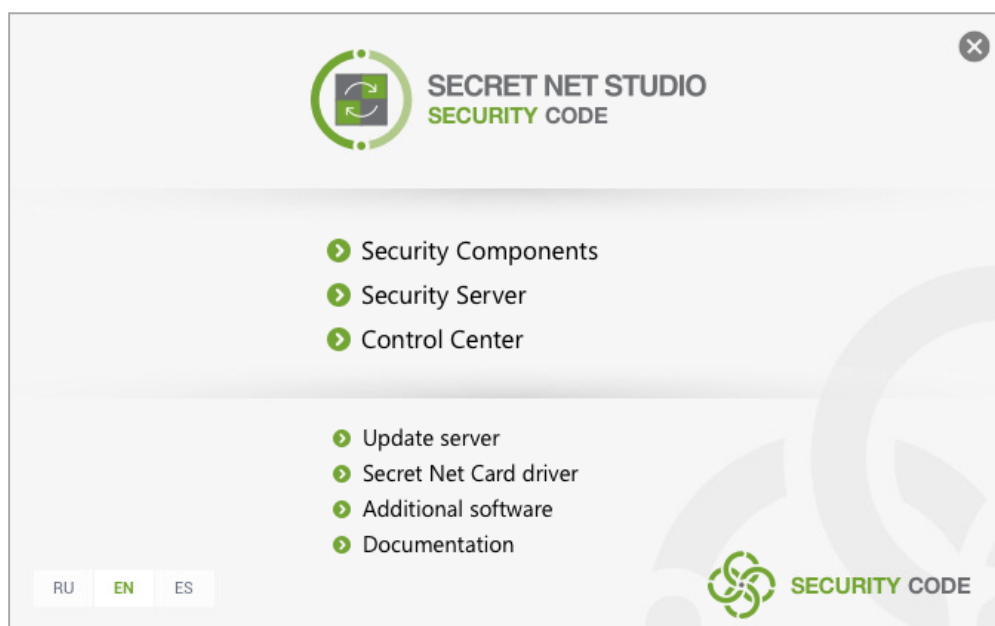 SECRET NET STUDIO
SECURITY CODE
Security Components
Security Server
Control Center
Update server
Secret Net Card driver
Additional software
Documentation
RU EN ES
SECURITY CODE